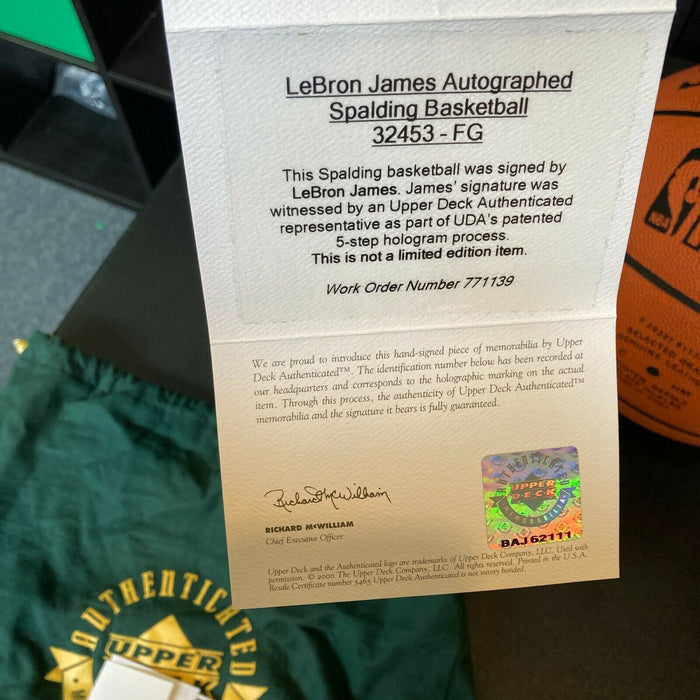 LeBron James Autographed
Spalding Basketball
32453 - FG
This Spalding basketball was signed by
LeBron James. James' signature was
witnessed by an Upper Deck Authenticated
representative as part of UDA's patented
5-step hologram process.
This is not a limited edition item.
Work Order Number 771139
We are proud to introduce this hand-signed piece of memorabilia by Upper
Deck Authenticated™. The identification number below has been recorded at
our headquarters and corresponds to the holographic marking on the actual
item. Through this process, the authenticity of Upper Deck Authenticated™
memorabilia and the signature it bears is fully guaranteed.
Richard McWilliam
RICHARD McWILLIAM
Chief Executive Officer
AUTHENTICATED
UPPER
DECK
MEMORABILIA
BAJ62111
Upper Deck and the Authenticated logo are trademarks of Upper Deck Company, LLC. Used with
permission. © 2000 The Upper Deck Company, LLC. All rights reserved. Printed in the U.S.A.
Resale Certificate number 5465 Upper Deck Authenticated is not surety bonded.
NBA
AUTHENTICATED
UPPER
DECK